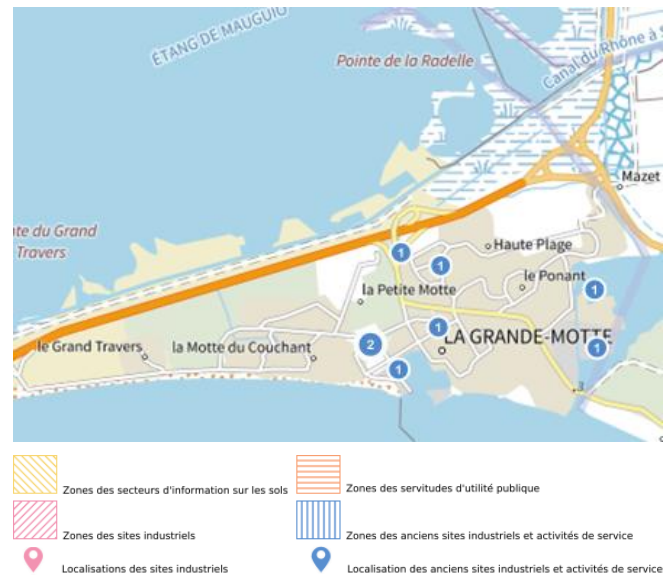 ÉTANG DE MAUGUIO
Pointe de la Radelle
Canal du Rhône à S
Mazet
nte du Grand
Travers
1
Haute Plage
1
le Ponant
1
la Petite Motte
1
2
LA GRANDE-MOTTE
1
le Grand Travers
la Motte du Couchant
1
3
Zones des secteurs d'information sur les sols
Zones des servitudes d'utilité publique
Zones des sites industriels
Zones des anciens sites industriels et activités de service
Localisations des sites industriels
Localisation des anciens sites industriels et activités de service